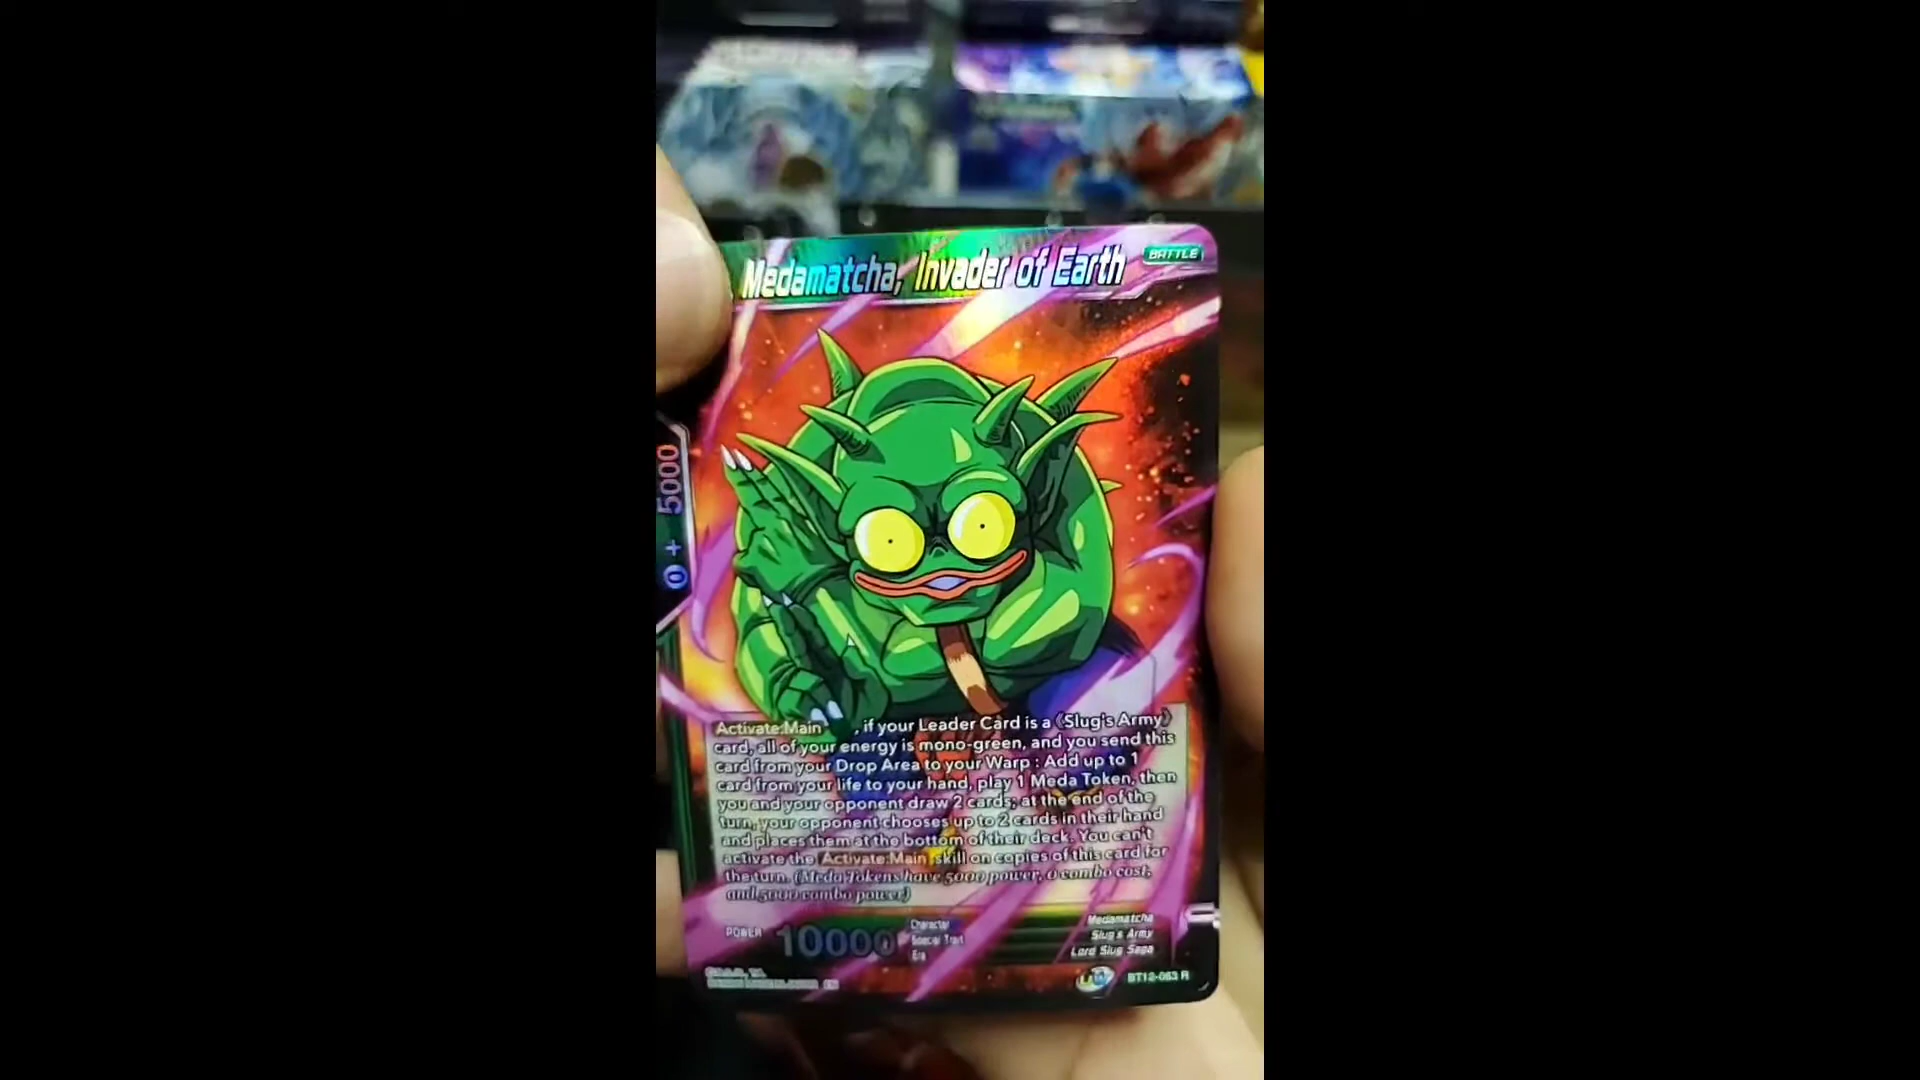 Medamatcha, Invader of Earth
BATTLE
0 + 5000
Activate:Main , if your Leader Card is a 《Slug's Army》
card, all of your energy is mono-green, and you send this
card from your Drop Area to your Warp : Add up to 1
card from your life to your hand, play 1 Meda Token, then
you and your opponent draw 2 cards; at the end of the
turn, your opponent chooses up to 2 cards in their hand
and places them at the bottom of their deck. You can't
activate the Activate:Main skill on copies of this card for
the turn. (Meda Tokens have 5000 power, 0 combo cost,
and 5000 combo power)
POWER 10000
Character Medamatcha
Special Trait Slug's Army
Era Lord Slug Saga
BT12-063 R